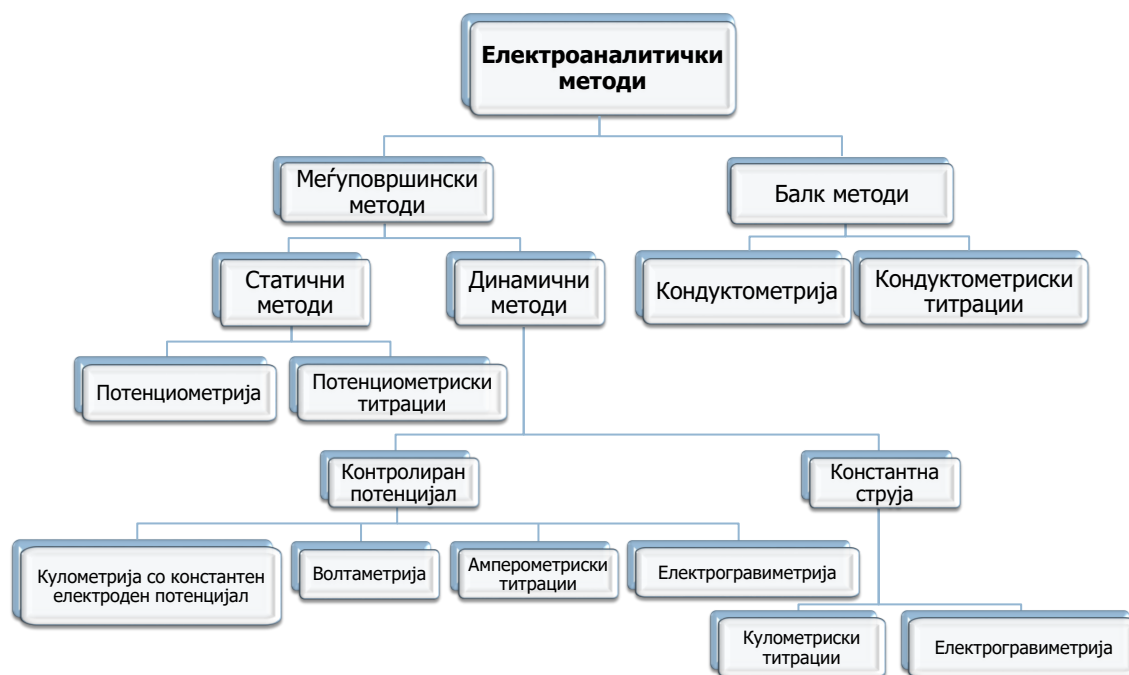 Електроаналитички
методи
Меѓуповршински
методи
Балк методи
Статични
методи
Динамични
методи
Кондуктометрија
Кондуктометриски
титрации
Потенциометрија
Потенциометриски
титрации
Контролиран
потенцијал
Константна
струја
Кулометрија со константен
електроден потенцијал
Волтаметрија
Амперометриски
титрации
Електрогравиметрија
Кулометриски
титрации
Електрогравиметрија